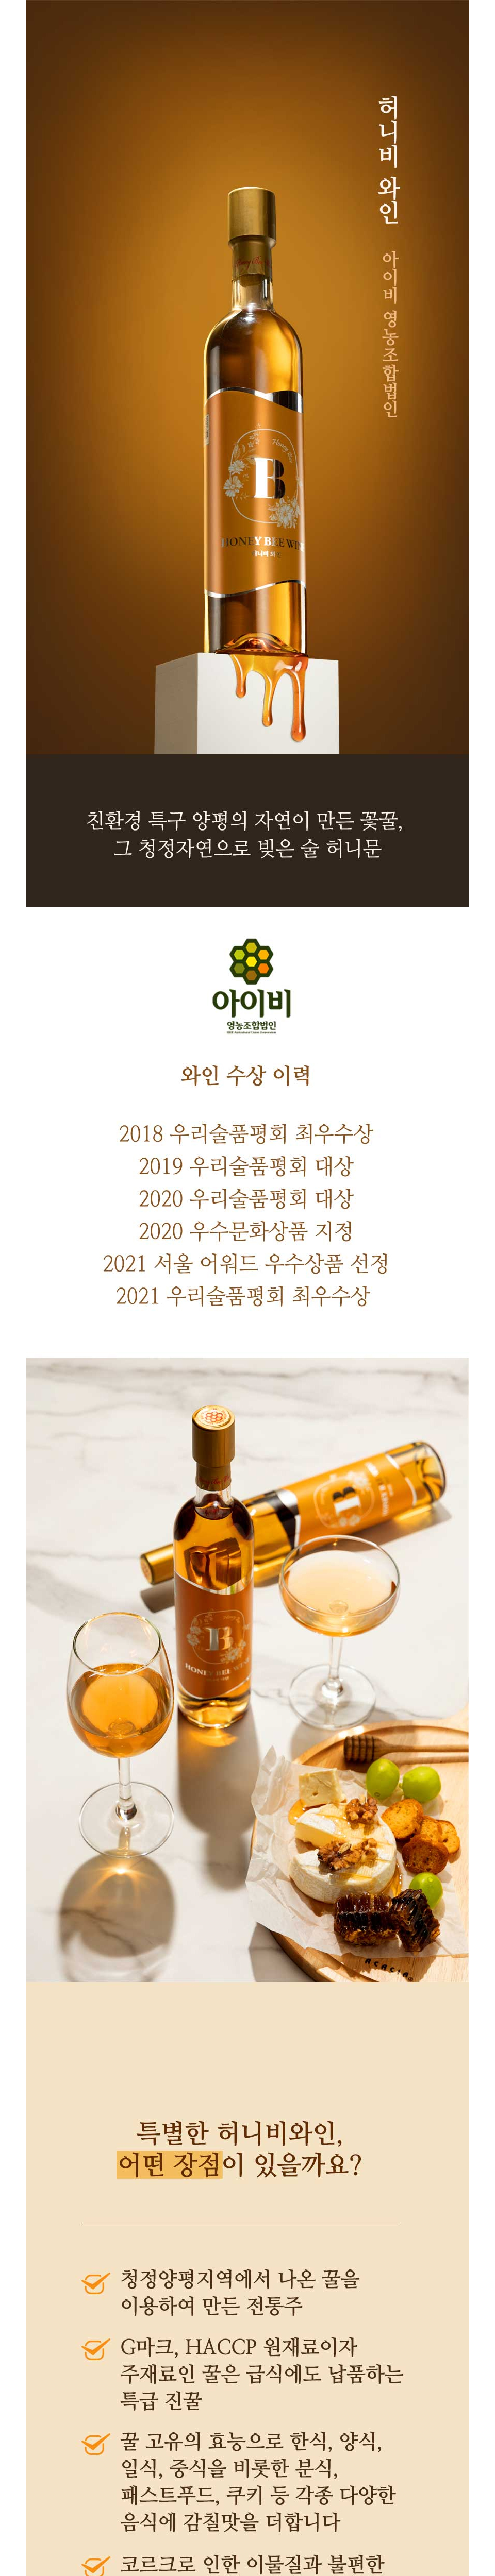 허니비 와인
아이비 영농조합법인
B
HONEY BEE WINE
허니비 와인
친환경 특구 양평의 자연이 만든 꽃꿀,
그 청정자연으로 빚은 술 허니문
아이비
영농조합법인
와인 수상 이력
2018 우리술품평회 최우수상
2019 우리술품평회 대상
2020 우리술품평회 대상
2020 우수문화상품 지정
2021 서울 어워드 우수상품 선정
2021 우리술품평회 최우수상
B
B
HONEY BEE WINE
acacia
특별한 허니비와인,
어떤 장점이 있을까요?
청정양평지역에서 나온 꿀을
이용하여 만든 전통주
G마크, HACCP 원재료이자
주재료인 꿀은 급식에도 납품하는
특급 진꿀
꿀 고유의 효능으로 한식, 양식,
일식, 중식을 비롯한 분식,
패스트푸드, 쿠키 등 각종 다양한
음식에 감칠맛을 더합니다
코르크로 인한 이물질과 불편한